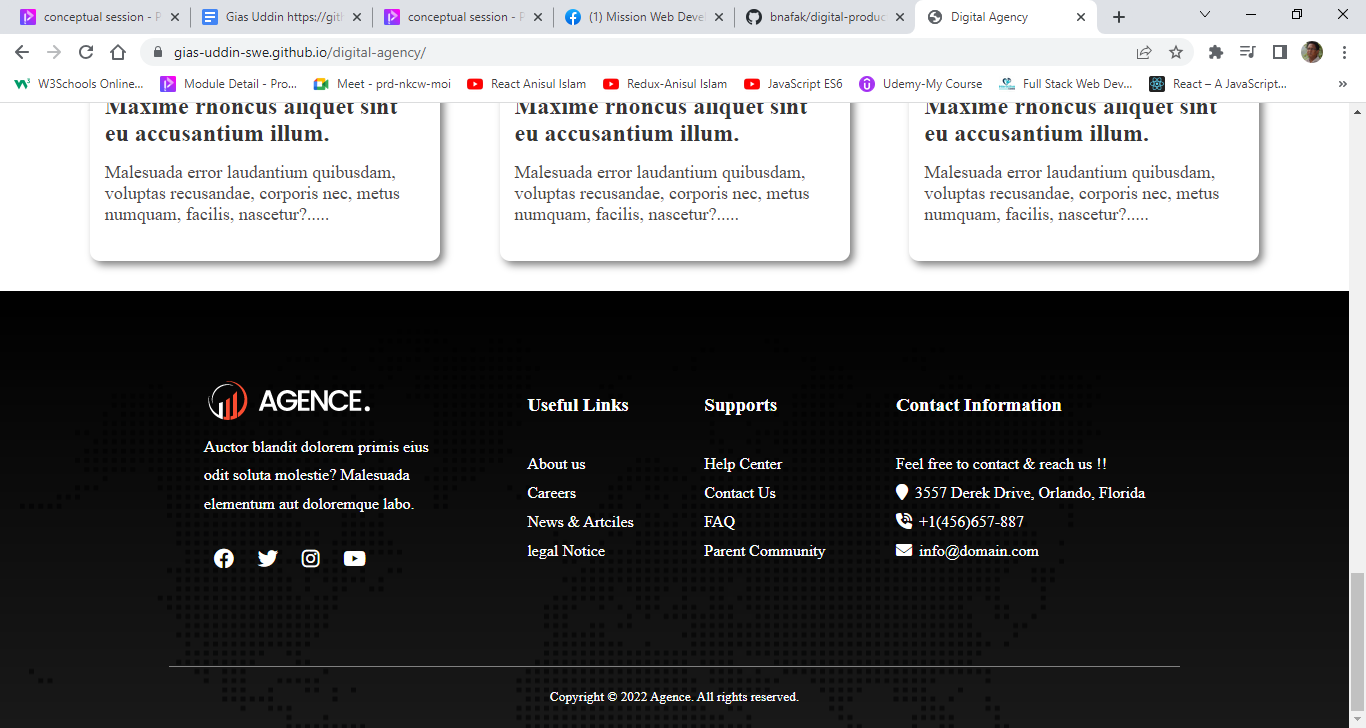 conceptual session - P
Gias Uddin https://gith
conceptual session - P
(1) Mission Web Devel
bnafak/digital-produc
Digital Agency
gias-uddin-swe.github.io/digital-agency/
W3Schools Online...
Module Detail - Pro...
Meet - prd-nkcw-moi
React Anisul Islam
Redux-Anisul Islam
JavaScript ES6
Udemy-My Course
Full Stack Web Dev...
React – A JavaScript...
»
Maxime rhoncus aliquet sint
eu accusantium illum.
Malesuada error laudantium quibusdam,
voluptas recusandae, corporis nec, metus
numquam, facilis, nascetur?.....
Maxime rhoncus aliquet sint
eu accusantium illum.
Malesuada error laudantium quibusdam,
voluptas recusandae, corporis nec, metus
numquam, facilis, nascetur?.....
Maxime rhoncus aliquet sint
eu accusantium illum.
Malesuada error laudantium quibusdam,
voluptas recusandae, corporis nec, metus
numquam, facilis, nascetur?.....
AGENCE.
Auctor blandit dolorem primis eius
odit soluta molestie? Malesuada
elementum aut doloremque labo.
Useful Links
About us
Careers
News & Artciles
legal Notice
Supports
Help Center
Contact Us
FAQ
Parent Community
Contact Information
Feel free to contact & reach us !!
3557 Derek Drive, Orlando, Florida
+1(456)657-887
info@domain.com
Copyright © 2022 Agence. All rights reserved.